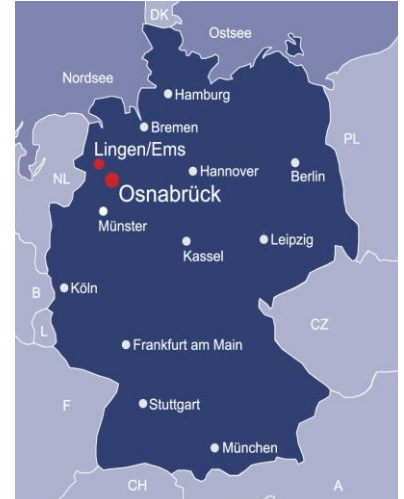 DK
Ostsee
Nordsee
Hamburg
Bremen
PL
Lingen/Ems
Hannover
Berlin
NL
Osnabrück
Münster
Kassel
Leipzig
B
Köln
L
CZ
Frankfurt am Main
F
Stuttgart
München
CH
A